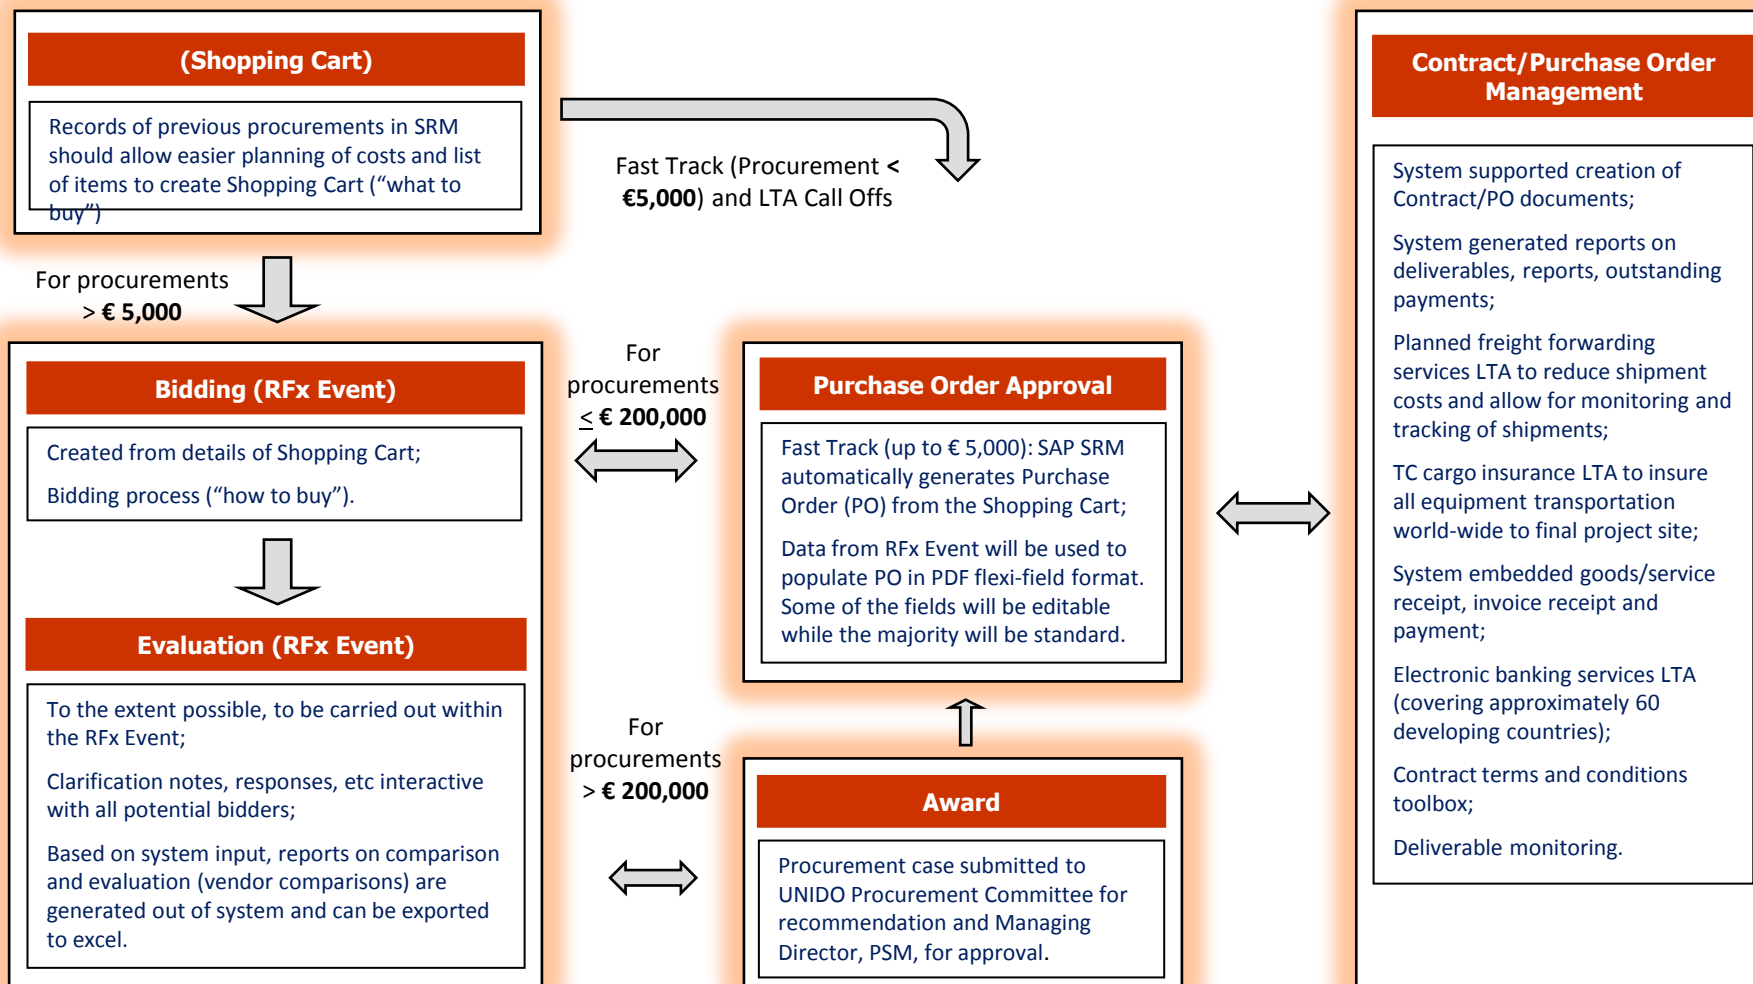 (Shopping Cart)
Records of previous procurements in SRM
should allow easier planning of costs and list
of items to create Shopping Cart (“what to
buy”)
Fast Track (Procurement <
€5,000) and LTA Call Offs
For procurements
> € 5,000
Bidding (RFx Event)
Created from details of Shopping Cart;
Bidding process (“how to buy”).
Evaluation (RFx Event)
To the extent possible, to be carried out within
the RFx Event;
Clarification notes, responses, etc interactive
with all potential bidders;
Based on system input, reports on comparison
and evaluation (vendor comparisons) are
generated out of system and can be exported
to excel.
For
procurements
≤ € 200,000
For
procurements
> € 200,000
Purchase Order Approval
Fast Track (up to € 5,000): SAP SRM
automatically generates Purchase
Order (PO) from the Shopping Cart;
Data from RFx Event will be used to
populate PO in PDF flexi-field format.
Some of the fields will be editable
while the majority will be standard.
Award
Procurement case submitted to
UNIDO Procurement Committee for
recommendation and Managing
Director, PSM, for approval.
Contract/Purchase Order
Management
System supported creation of
Contract/PO documents;
System generated reports on
deliverables, reports, outstanding
payments;
Planned freight forwarding
services LTA to reduce shipment
costs and allow for monitoring and
tracking of shipments;
TC cargo insurance LTA to insure
all equipment transportation
world-wide to final project site;
System embedded goods/service
receipt, invoice receipt and
payment;
Electronic banking services LTA
(covering approximately 60
developing countries);
Contract terms and conditions
toolbox;
Deliverable monitoring.